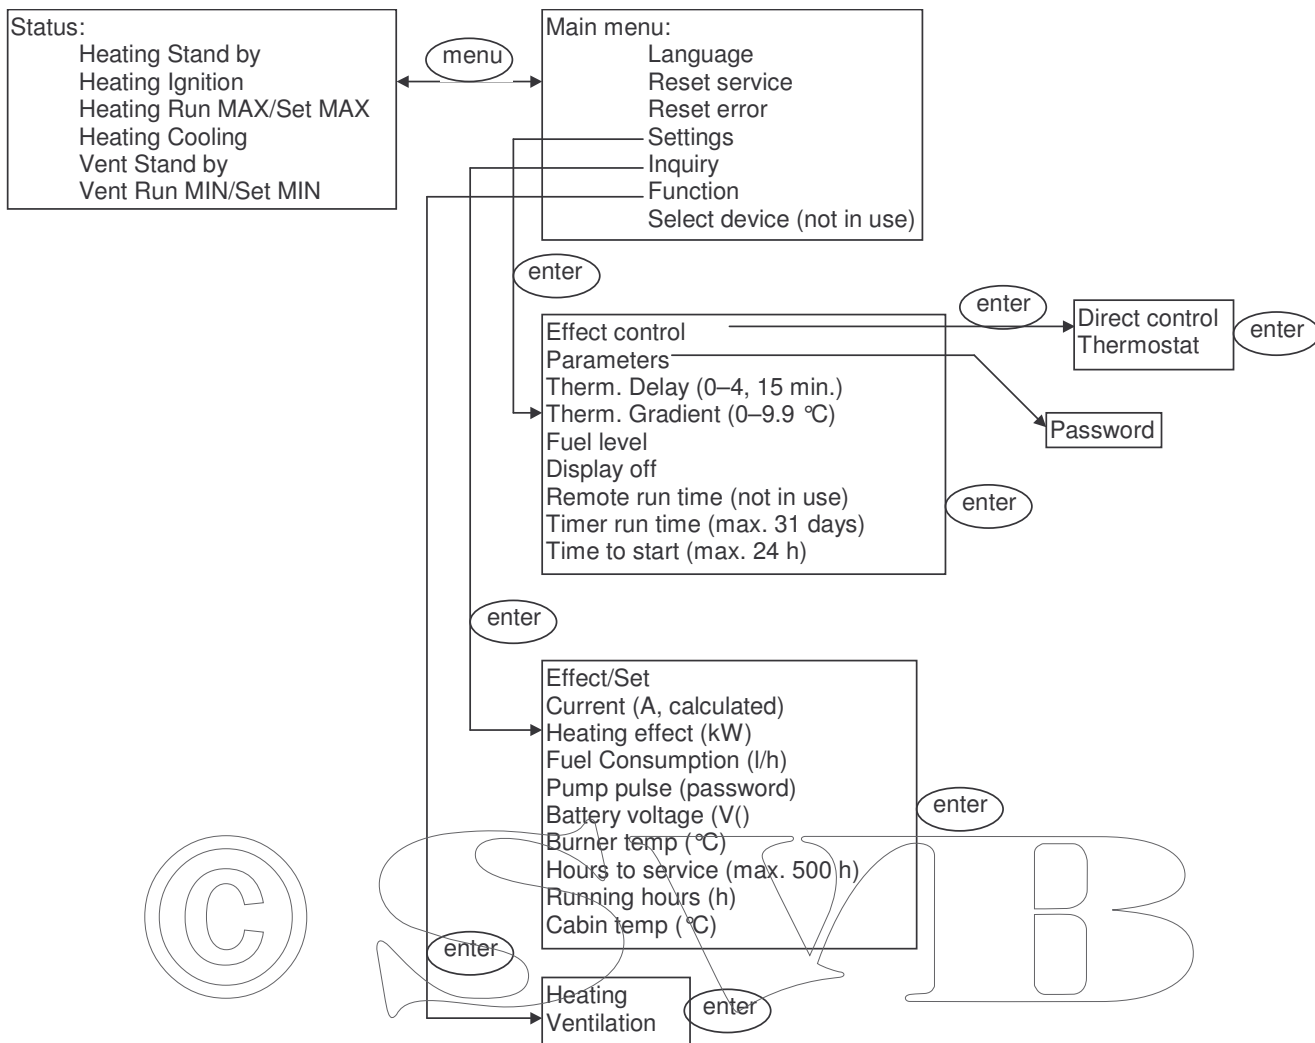 Status:
Heating Stand by
Heating Ignition
Heating Run MAX/Set MAX
Heating Cooling
Vent Stand by
Vent Run MIN/Set MIN
menu
Main menu:
Language
Reset service
Reset error
Settings
Inquiry
Function
Select device (not in use)
enter
Effect control
Parameters
Therm. Delay (0–4, 15 min.)
Therm. Gradient (0–9.9 °C)
Fuel level
Display off
Remote run time (not in use)
Timer run time (max. 31 days)
Time to start (max. 24 h)
enter
enter
Direct control
Thermostat
enter
Password
enter
Effect/Set
Current (A, calculated)
Heating effect (kW)
Fuel Consumption (l/h)
Pump pulse (password)
Battery voltage (V()
Burner temp (°C)
Hours to service (max. 500 h)
Running hours (h)
Cabin temp (°C)
enter
enter
Heating
Ventilation
enter
© SVB